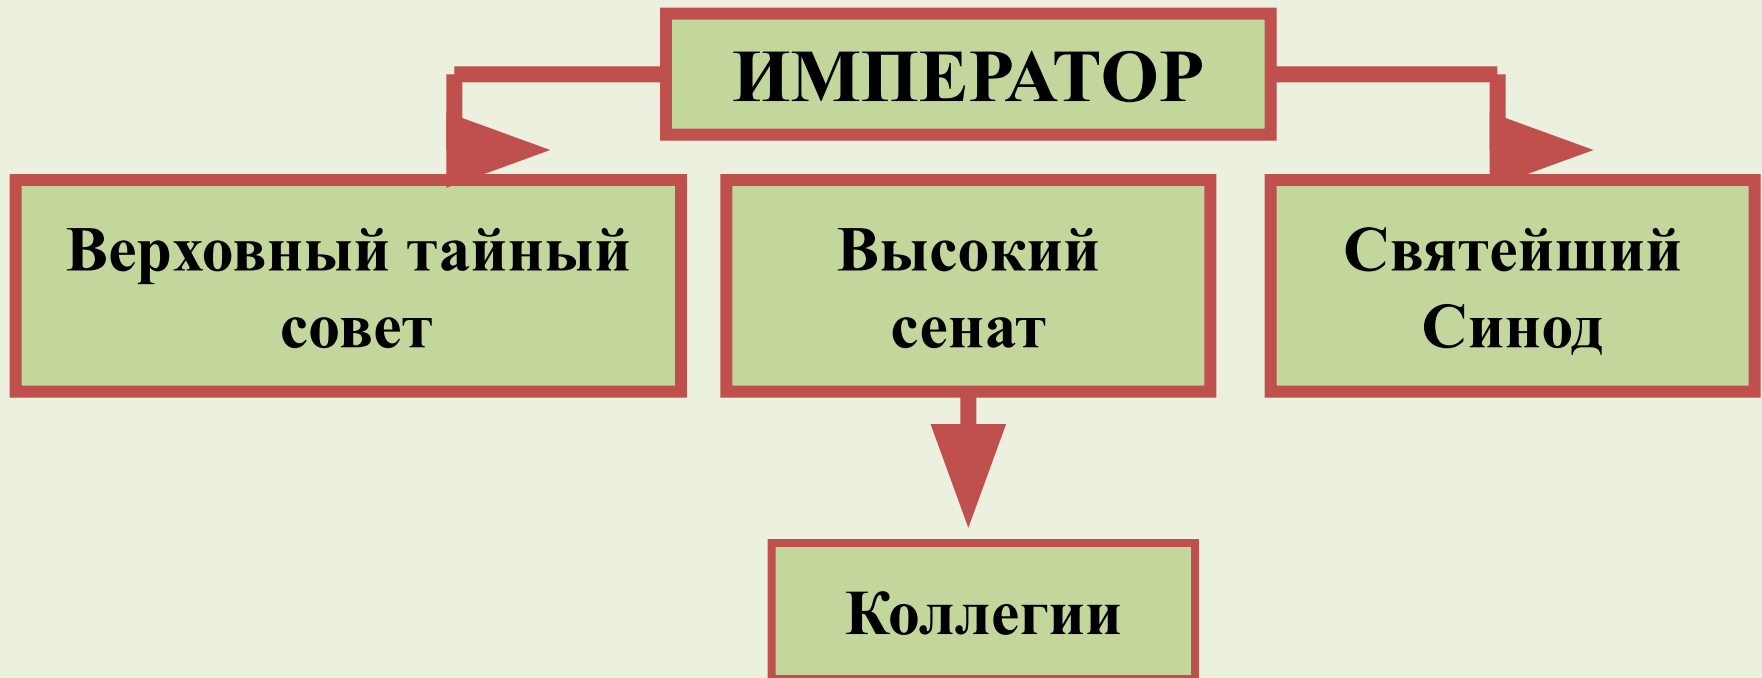 ИМПЕРАТОР
Верховный тайный
совет
Высокий
сенат
Святейший
Синод
Коллегии